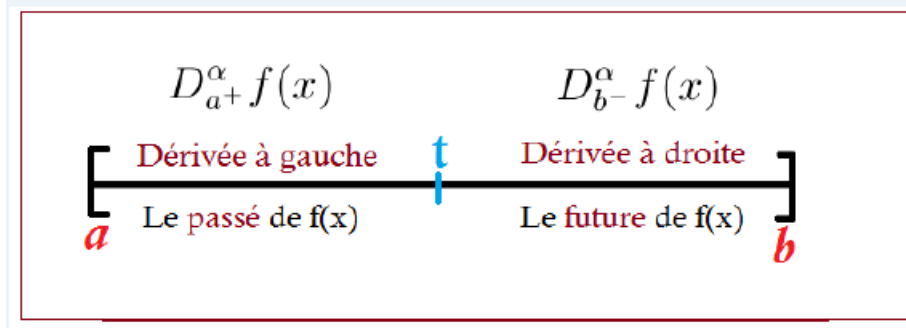 D^α_{a^+} f(x) D^α_{b^-} f(x)
Dérivée à gauche t Dérivée à droite
Le passé de f(x) Le future de f(x)
a b